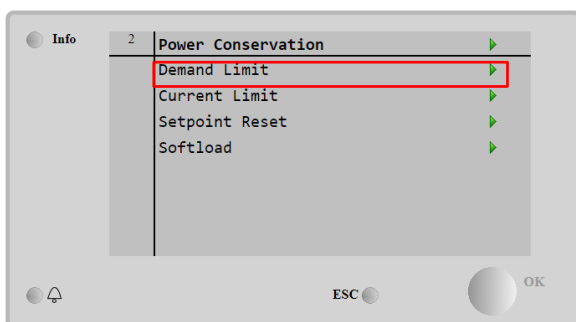 Info
2 Power Conservation
Demand Limit
Current Limit
Setpoint Reset
Softload
ESC
OK